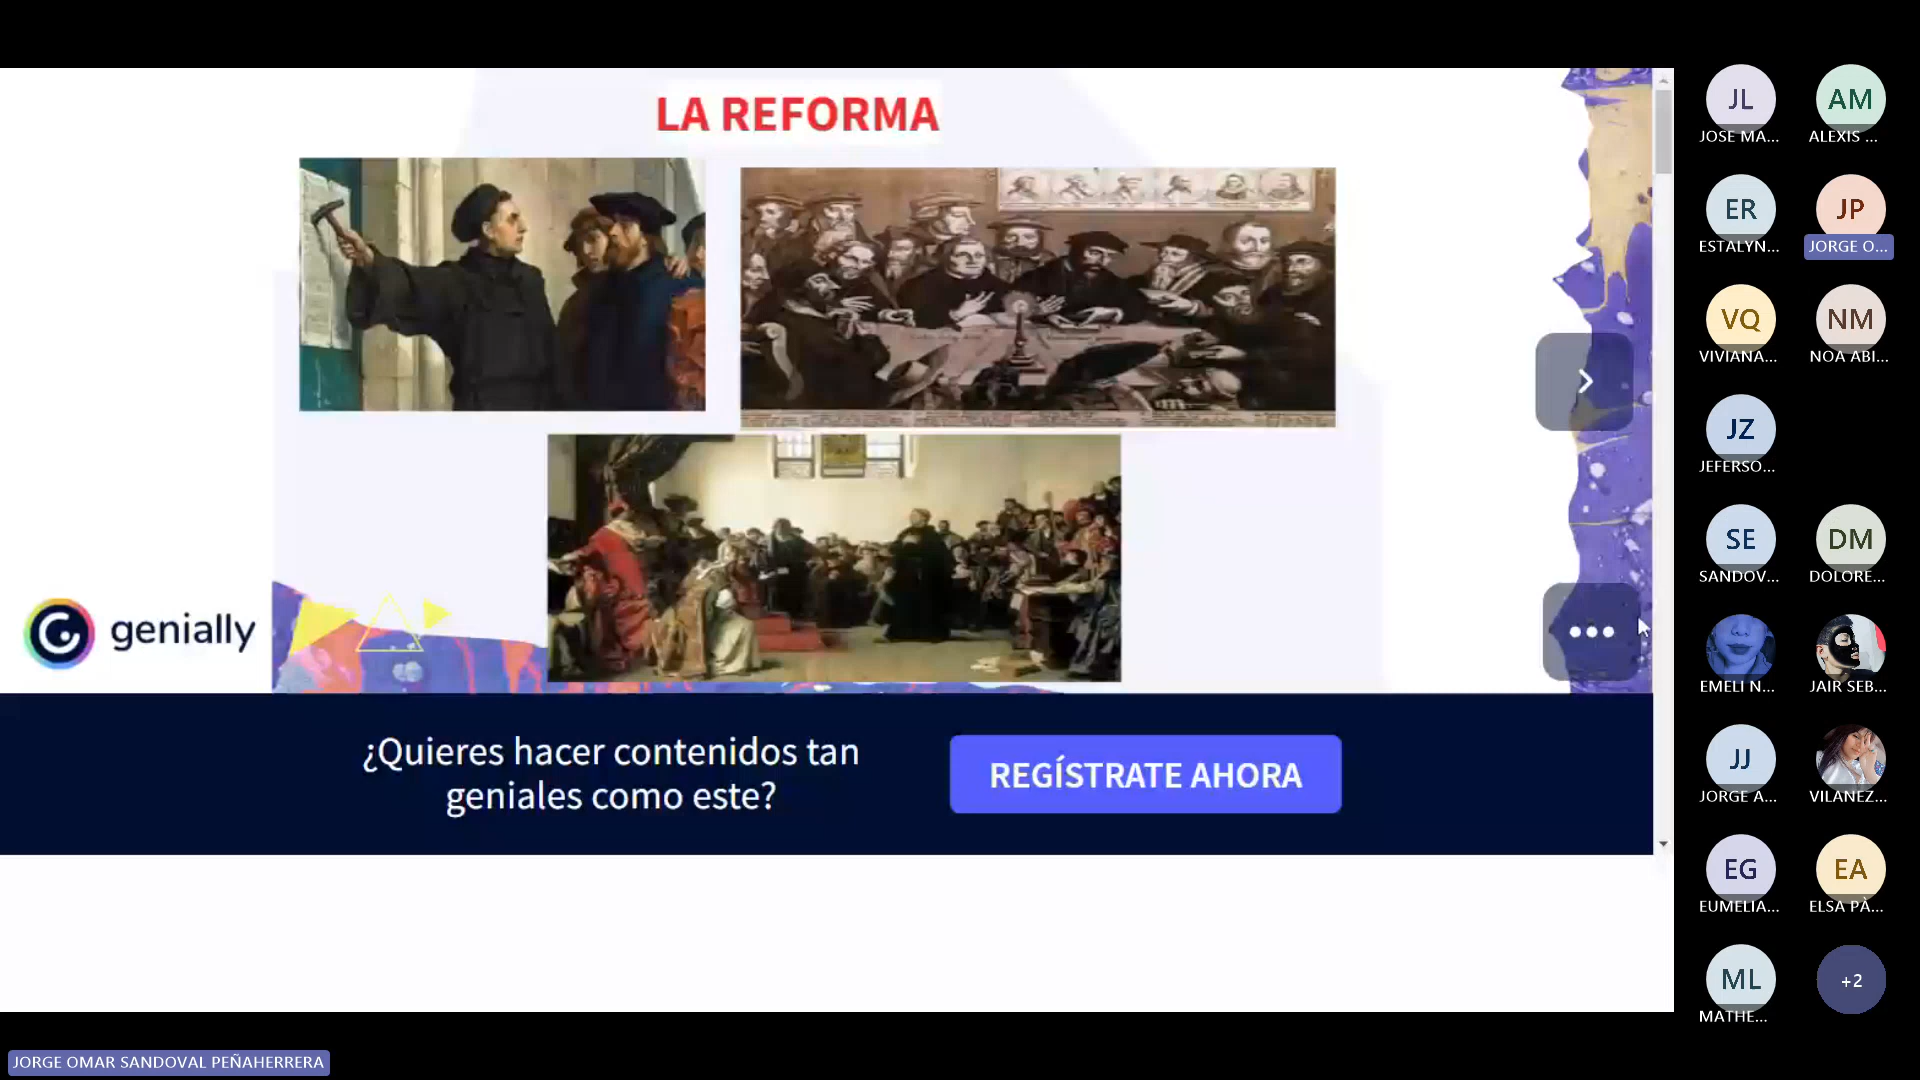 LA REFORMA
genially
¿Quieres hacer contenidos tan
geniales como este?
REGÍSTRATE AHORA
JL
JOSE MA...
AM
ALEXIS ...
ER
ESTALYN...
JP
JORGE O...
VQ
VIVIANA...
NM
NOA ABI...
JZ
JEFERSO...
SE
SANDOV...
DM
DOLORE...
EMELI N...
JAIR SEB...
JJ
JORGE A...
VILAÑEZ...
EG
EUMELIA...
EA
ELSA PÀ...
ML
MATHE...
+2
JORGE OMAR SANDOVAL PEÑAHERRERA